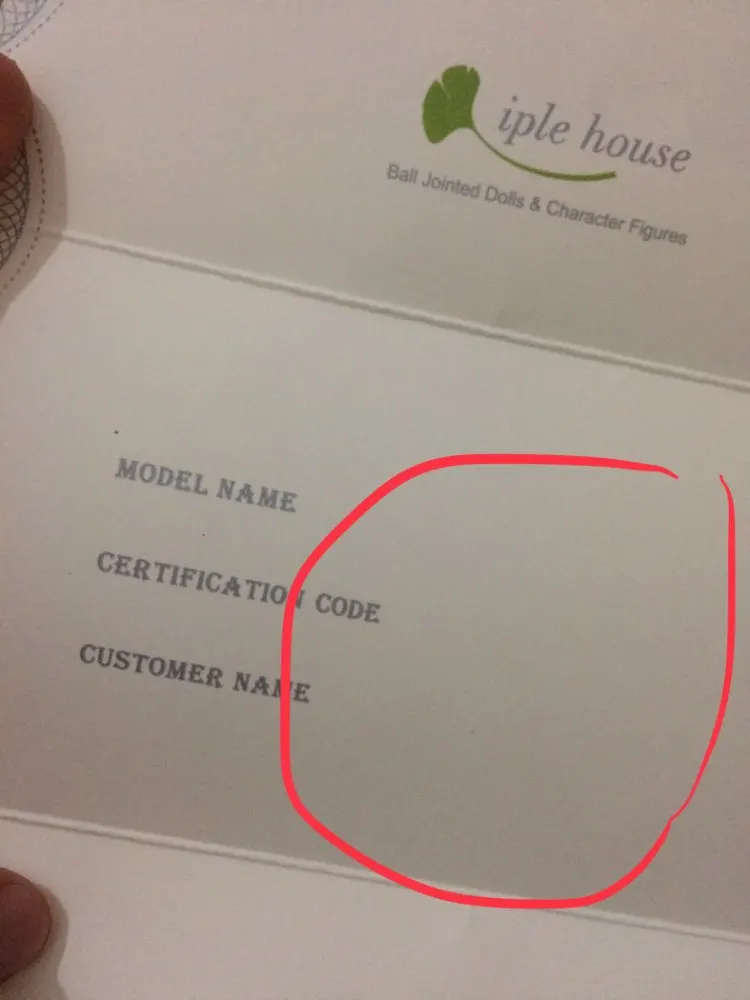 iple house
Ball Jointed Dolls & Character Figures
MODEL NAME
CERTIFICATION CODE
CUSTOMER NAME